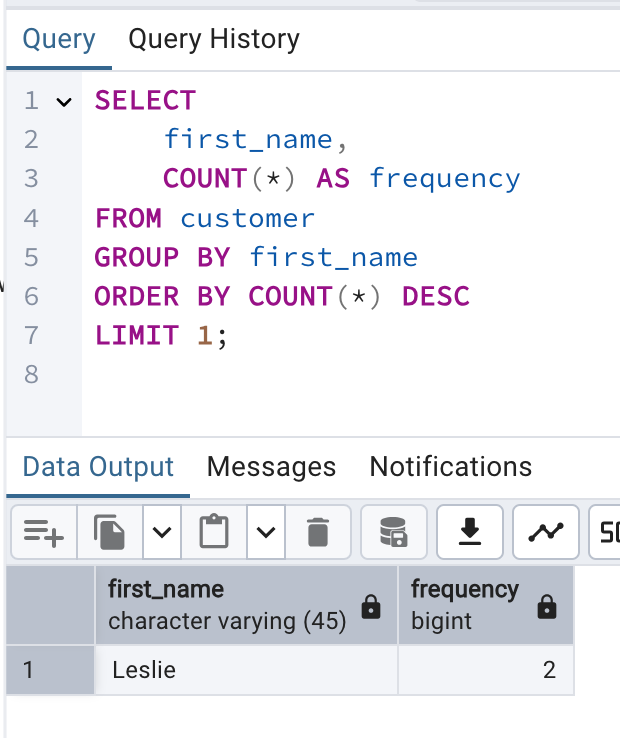 Query Query History
1 SELECT
2 first_name,
3 COUNT(*) AS frequency
4 FROM customer
5 GROUP BY first_name
6 ORDER BY COUNT(*) DESC
7 LIMIT 1;
8
Data Output Messages Notifications
first_name frequency
character varying (45) bigint
1 Leslie 2